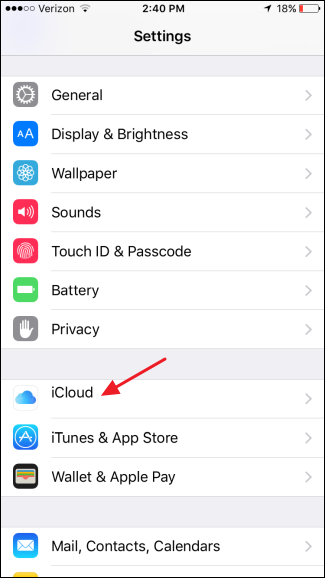 Verizon 2:40 PM 18%
Settings
General
Display & Brightness
Wallpaper
Sounds
Touch ID & Passcode
Battery
Privacy
iCloud
iTunes & App Store
Wallet & Apple Pay
Mail, Contacts, Calendars